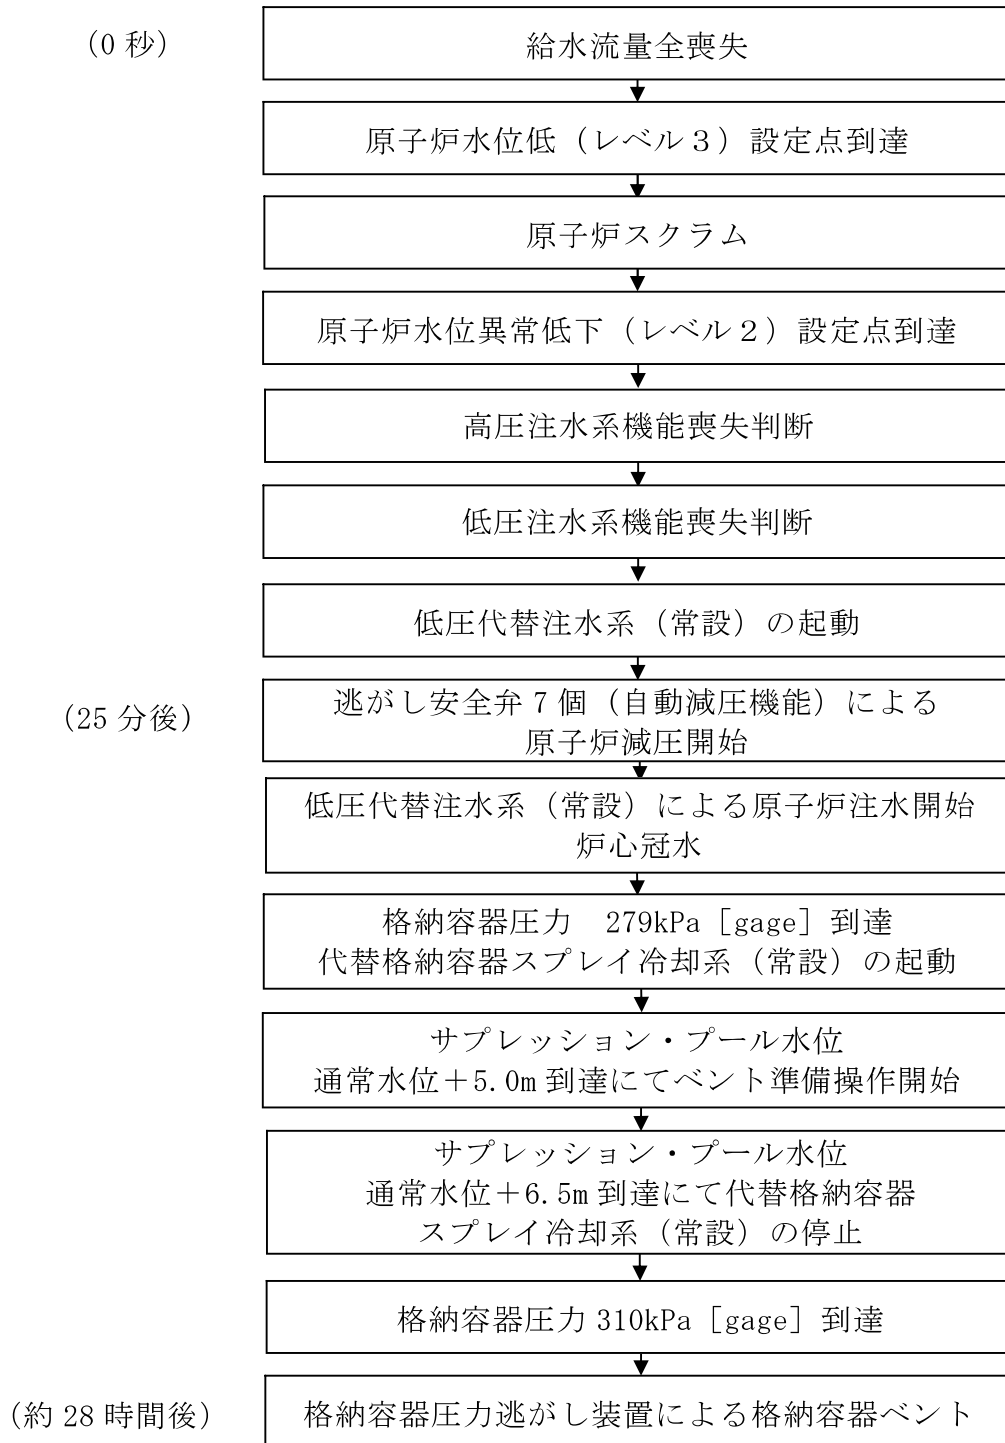 (0 秒)
給水流量全喪失
原子炉水位低（レベル３）設定点到達
原子炉スクラム
原子炉水位異常低下（レベル２）設定点到達
高圧注水系機能喪失判断
低圧注水系機能喪失判断
低圧代替注水系（常設）の起動
(25 分後)
逃がし安全弁 7 個（自動減圧機能）による
原子炉減圧開始
低圧代替注水系（常設）による原子炉注水開始
炉心冠水
格納容器圧力　279kPa［gage］到達
代替格納容器スプレイ冷却系（常設）の起動
サプレッション・プール水位
通常水位＋5.0m 到達にてベント準備操作開始
サプレッション・プール水位
通常水位＋6.5m 到達にて代替格納容器
スプレイ冷却系（常設）の停止
格納容器圧力 310kPa［gage］到達
(約 28 時間後)
格納容器圧力逃がし装置による格納容器ベント